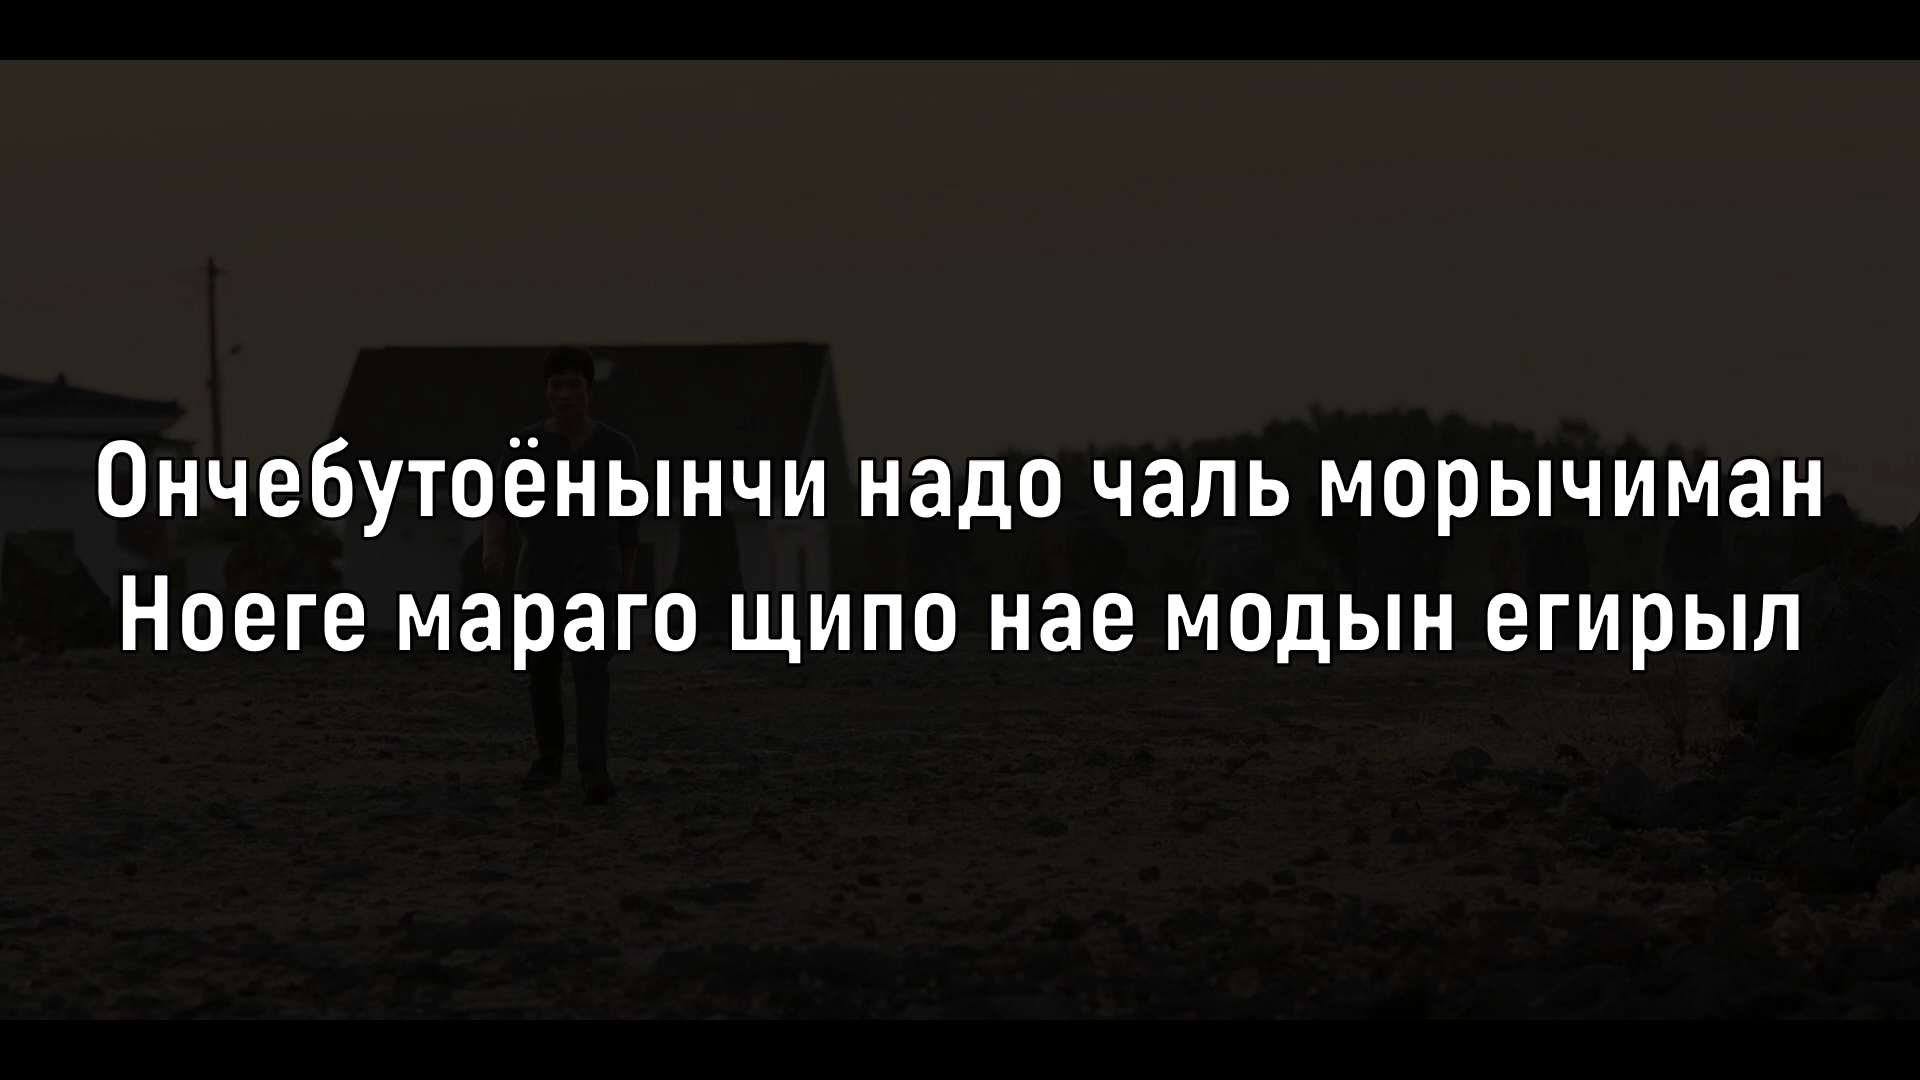 Ончебутоёнынчи надо чаль морычиман
Ноеге мараго щипо нае модын егирыл